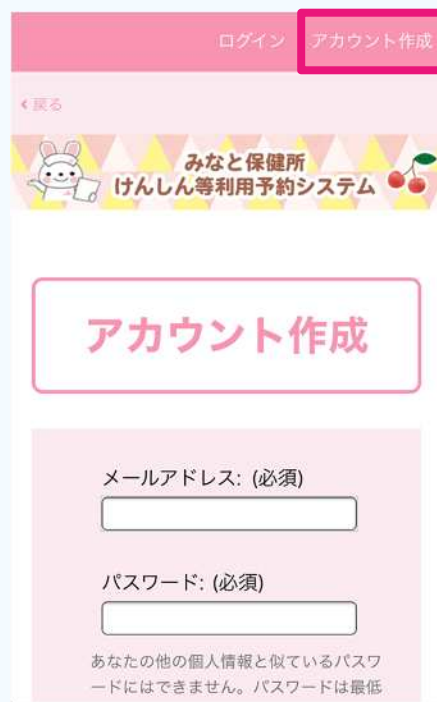 ログイン アカウント作成
戻る
みなと保健所
けんしん等利用予約システム
アカウント作成
メールアドレス: (必須)
パスワード: (必須)
あなたの他の個人情報と似ているパスワ
ードにはできません。パスワードは最低